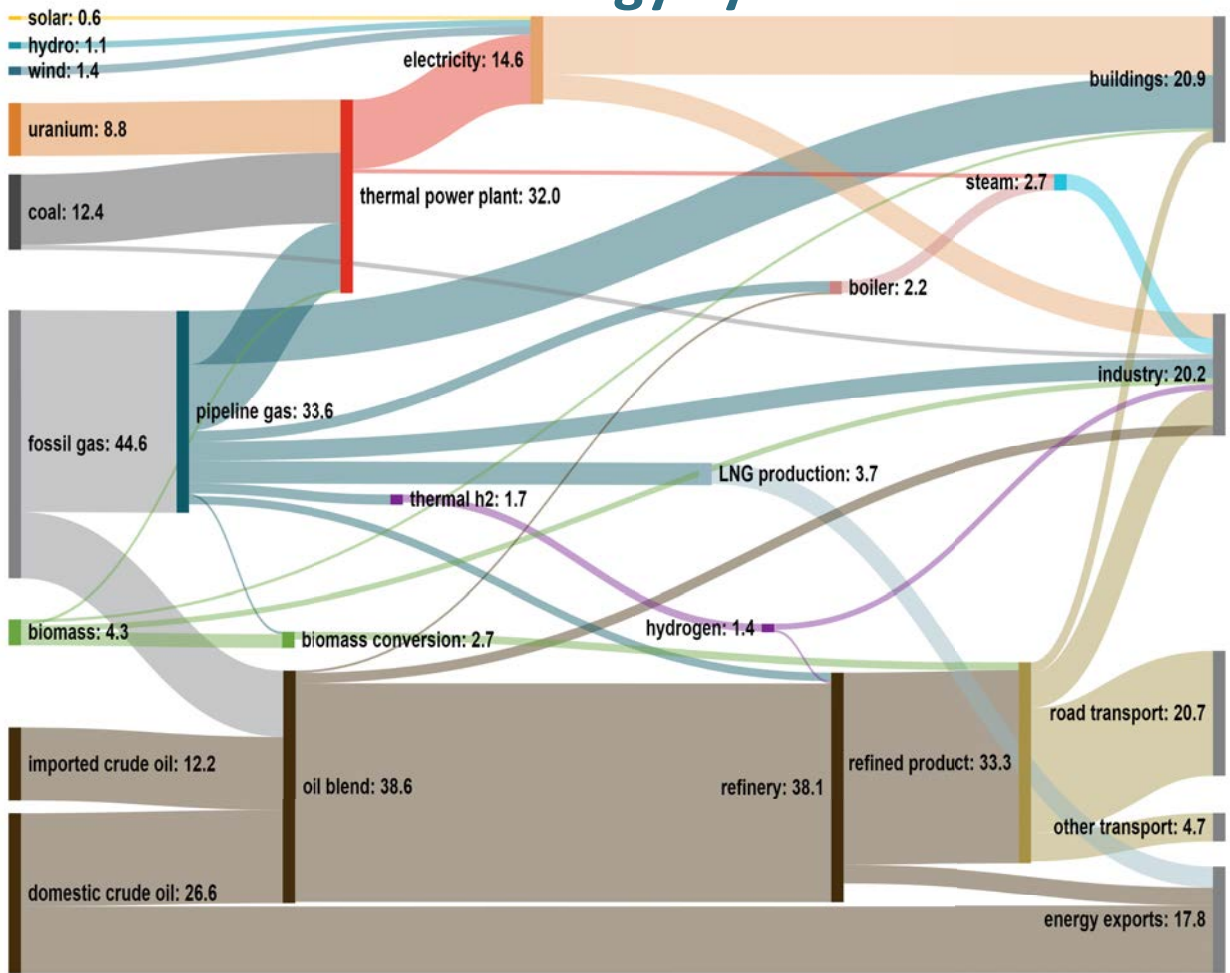 solar: 0.6
hydro: 1.1
wind: 1.4
electricity: 14.6
buildings: 20.9
uranium: 8.8
thermal power plant: 32.0
steam: 2.7
coal: 12.4
boiler: 2.2
industry: 20.2
pipeline gas: 33.6
fossil gas: 44.6
LNG production: 3.7
thermal h2: 1.7
hydrogen: 1.4
biomass: 4.3
biomass conversion: 2.7
road transport: 20.7
imported crude oil: 12.2
oil blend: 38.6
refinery: 38.1
refined product: 33.3
other transport: 4.7
domestic crude oil: 26.6
energy exports: 17.8